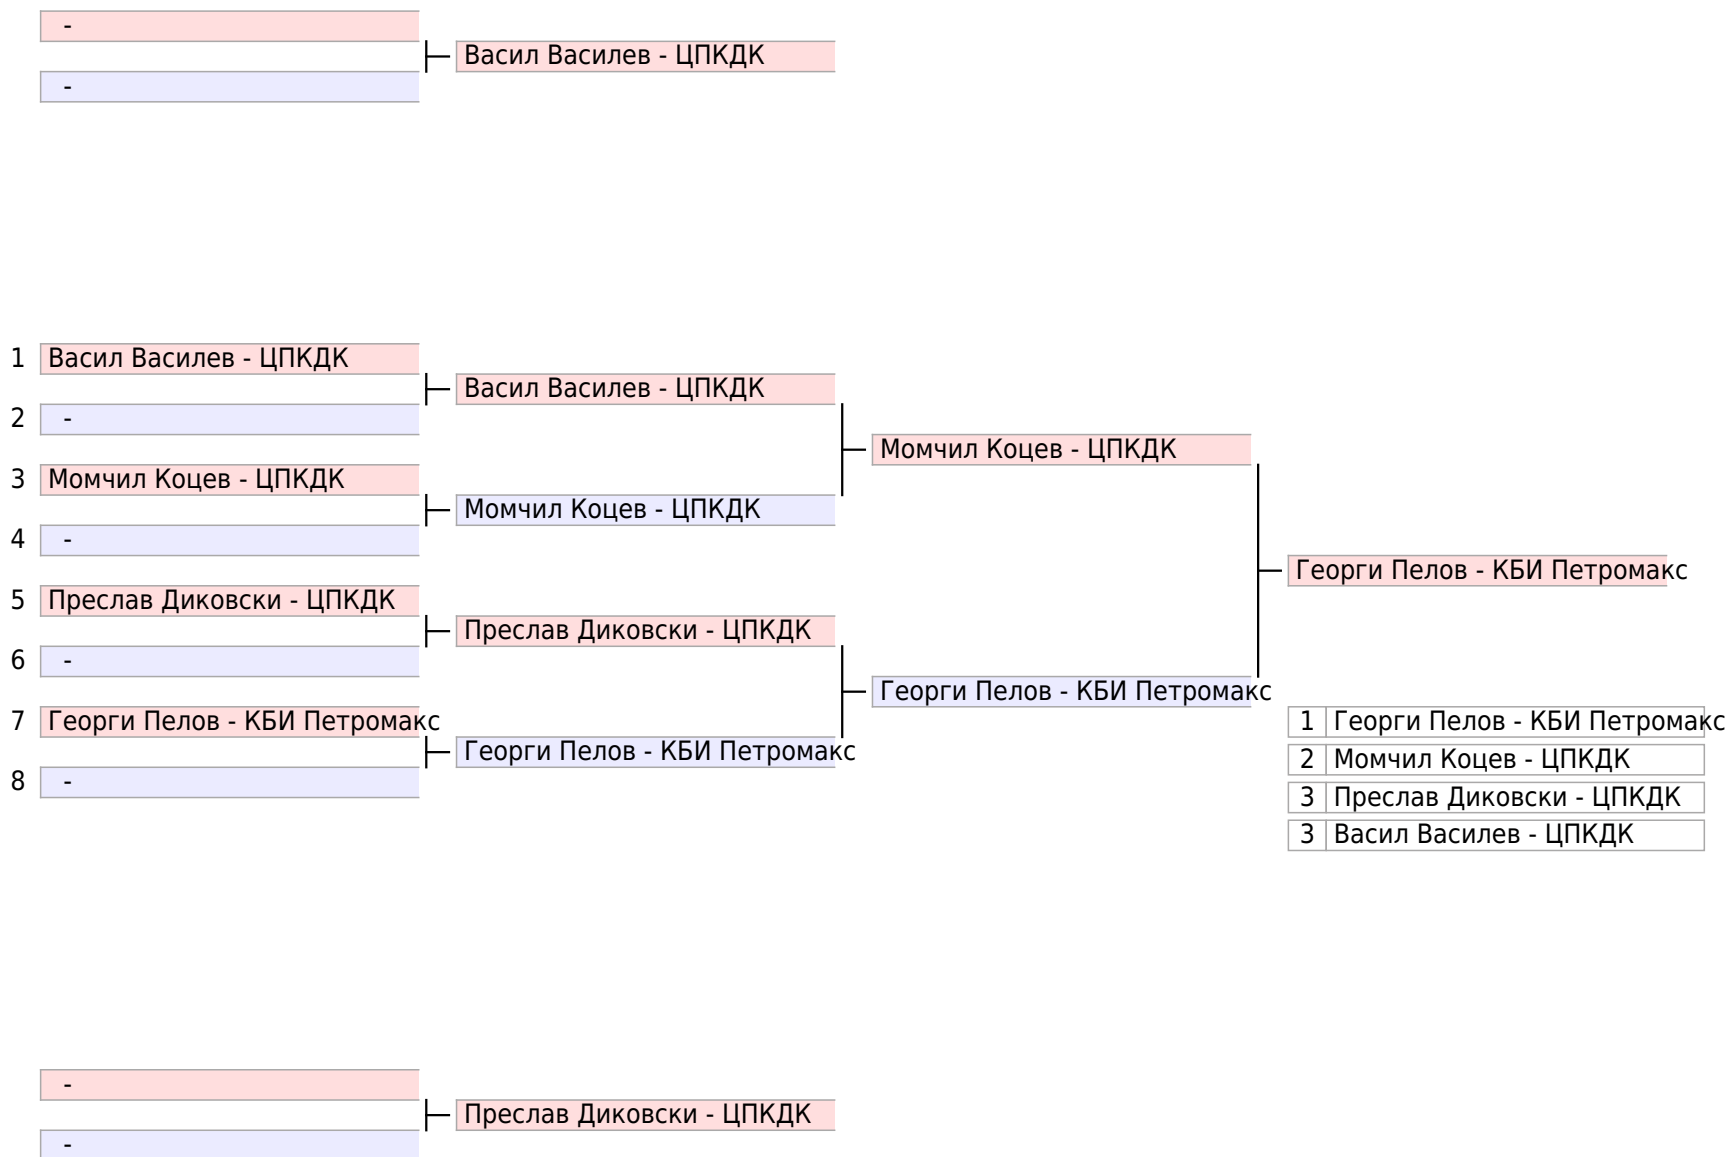 -
Васил Василев - ЦПКДК
-
1 Васил Василев - ЦПКДК
Васил Василев - ЦПКДК
2 -
Момчил Коцев - ЦПКДК
3 Момчил Коцев - ЦПКДК
Момчил Коцев - ЦПКДК
4 -
Георги Пелов - КБИ Петромакс
5 Преслав Диковски - ЦПКДК
Преслав Диковски - ЦПКДК
6 -
Георги Пелов - КБИ Петромакс
7 Георги Пелов - КБИ Петромакс
1 Георги Пелов - КБИ Петромакс
Георги Пелов - КБИ Петромакс
2 Момчил Коцев - ЦПКДК
8 -
3 Преслав Диковски - ЦПКДК
3 Васил Василев - ЦПКДК
-
Преслав Диковски - ЦПКДК
-